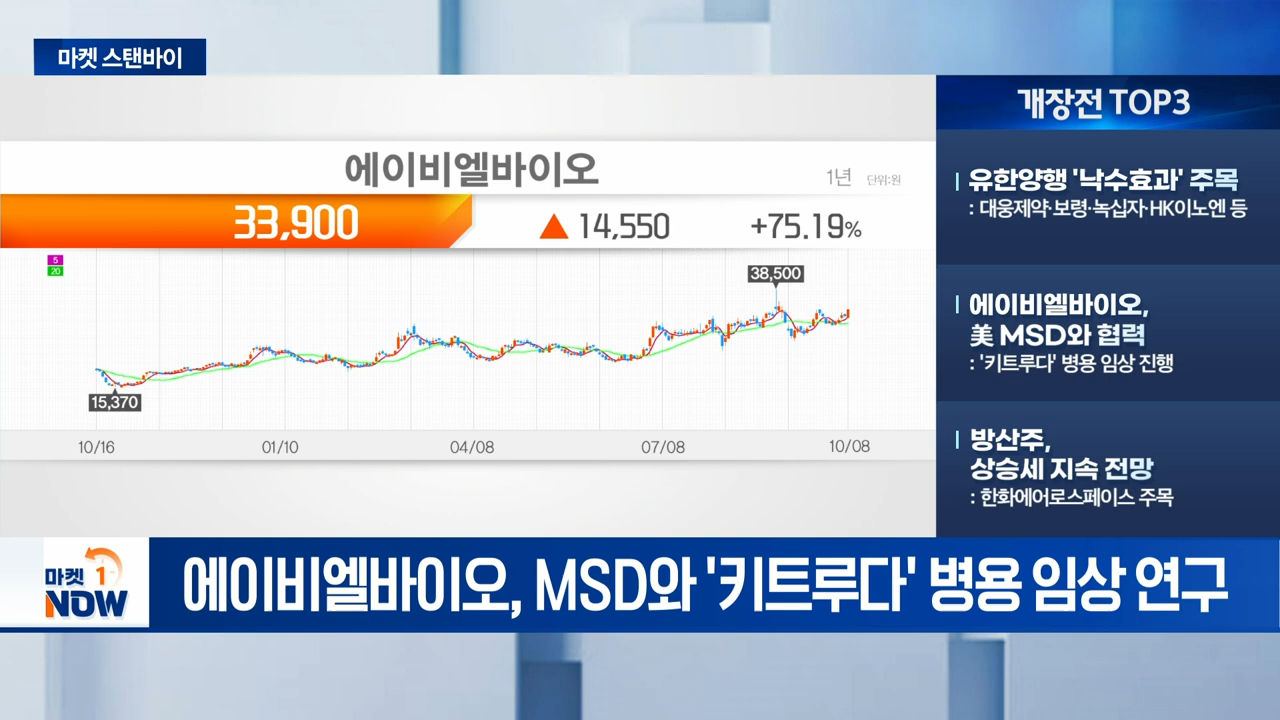 마켓 스탠바이
에이비엘바이오
1년 단위:원
33,900 ▲ 14,550 +75.19%
5
20
38,500
15,370
10/16 01/10 04/08 07/08 10/08
개장전 TOP3
유한양행 '낙수효과' 주목
: 대웅제약·보령·녹십자·HK이노엔 등
에이비엘바이오,
美 MSD와 협력
: '키트루다' 병용 임상 진행
방산주,
상승세 지속 전망
: 한화에어로스페이스 주목
마켓 1
NOW
에이비엘바이오, MSD와 '키트루다' 병용 임상 연구